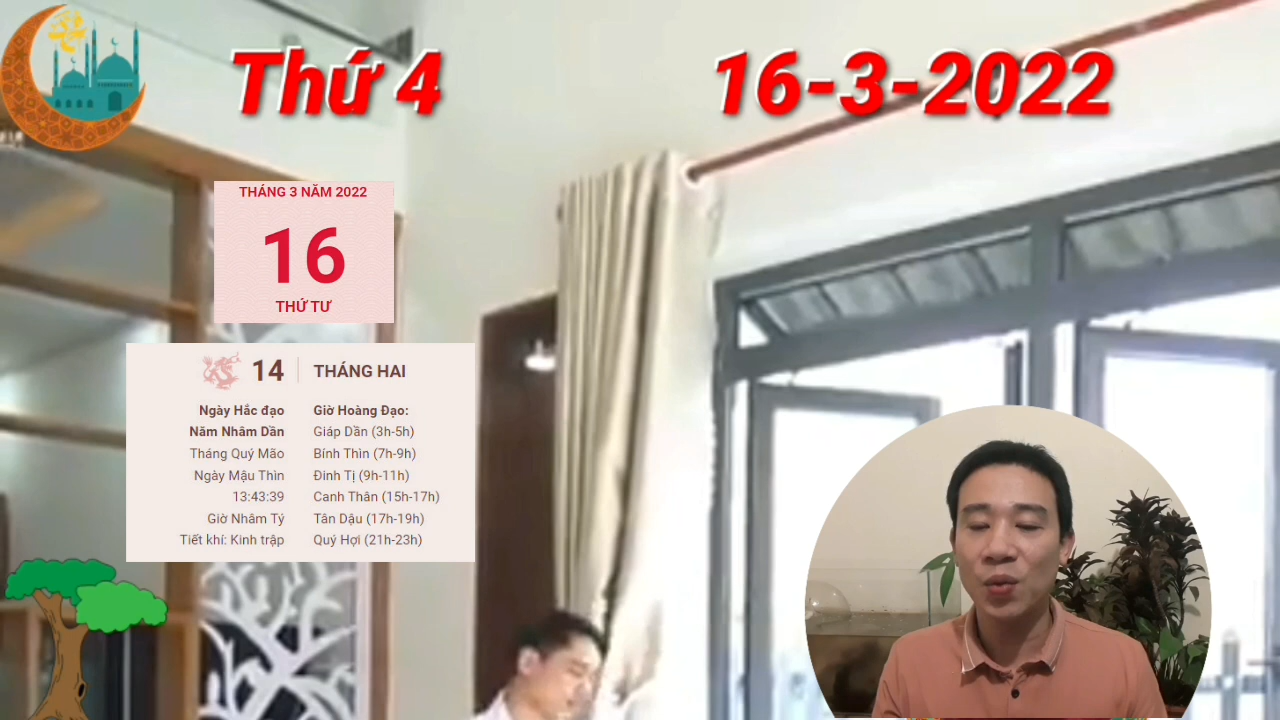 Thứ 4
16-3-2022
THÁNG 3 NĂM 2022
16
THỨ TƯ
14
THÁNG HAI
Ngày Hắc đạo
Năm Nhâm Dần
Tháng Quý Mão
Ngày Mậu Thìn
13:43:39
Giờ Nhâm Tý
Tiết khí: Kinh trập
Giờ Hoàng Đạo:
Giáp Dần (3h-5h)
Bính Thìn (7h-9h)
Đinh Tị (9h-11h)
Canh Thân (15h-17h)
Tân Dậu (17h-19h)
Quý Hợi (21h-23h)